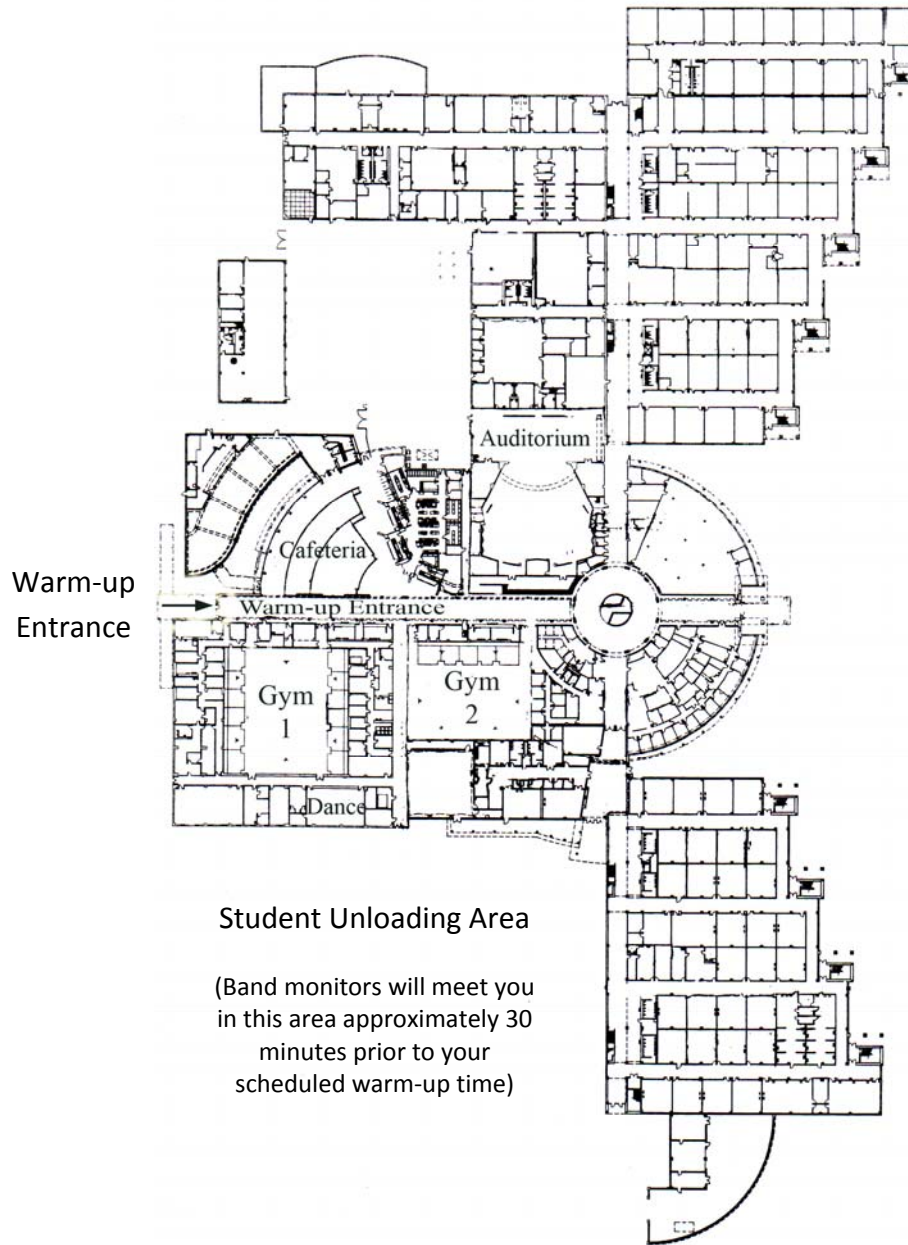 Auditorium
Cafeteria
Warm-up
Entrance
Warm-up Entrance
Gym
1
Gym
2
Dance
Student Unloading Area
(Band monitors will meet you
in this area approximately 30
minutes prior to your
scheduled warm-up time)